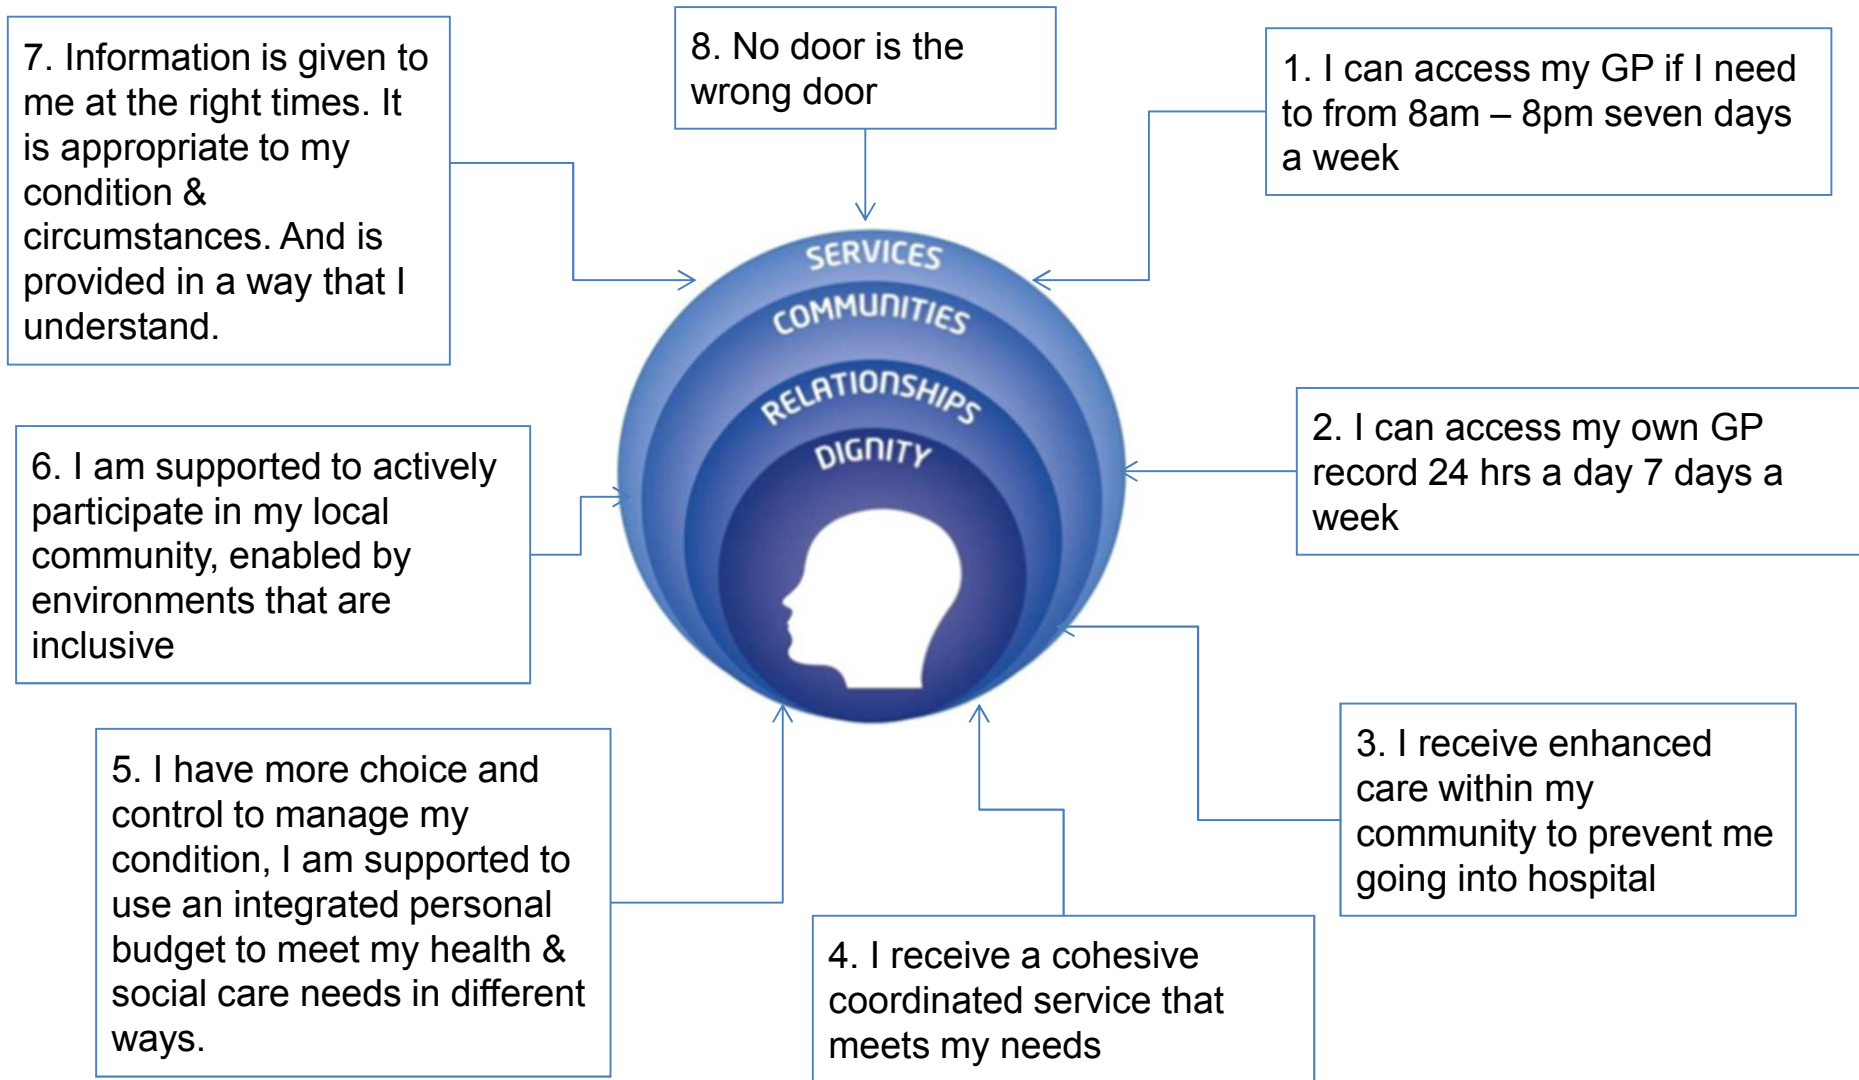 7. Information is given to
me at the right times. It
is appropriate to my
condition &
circumstances. And is
provided in a way that I
understand.
8. No door is the
wrong door
1. I can access my GP if I need
to from 8am – 8pm seven days
a week
SERVICES
COMMUNITIES
RELATIONSHIPS
DIGNITY
2. I can access my own GP
record 24 hrs a day 7 days a
week
6. I am supported to actively
participate in my local
community, enabled by
environments that are
inclusive
3. I receive enhanced
care within my
community to prevent me
going into hospital
5. I have more choice and
control to manage my
condition, I am supported to
use an integrated personal
budget to meet my health &
social care needs in different
ways.
4. I receive a cohesive
coordinated service that
meets my needs